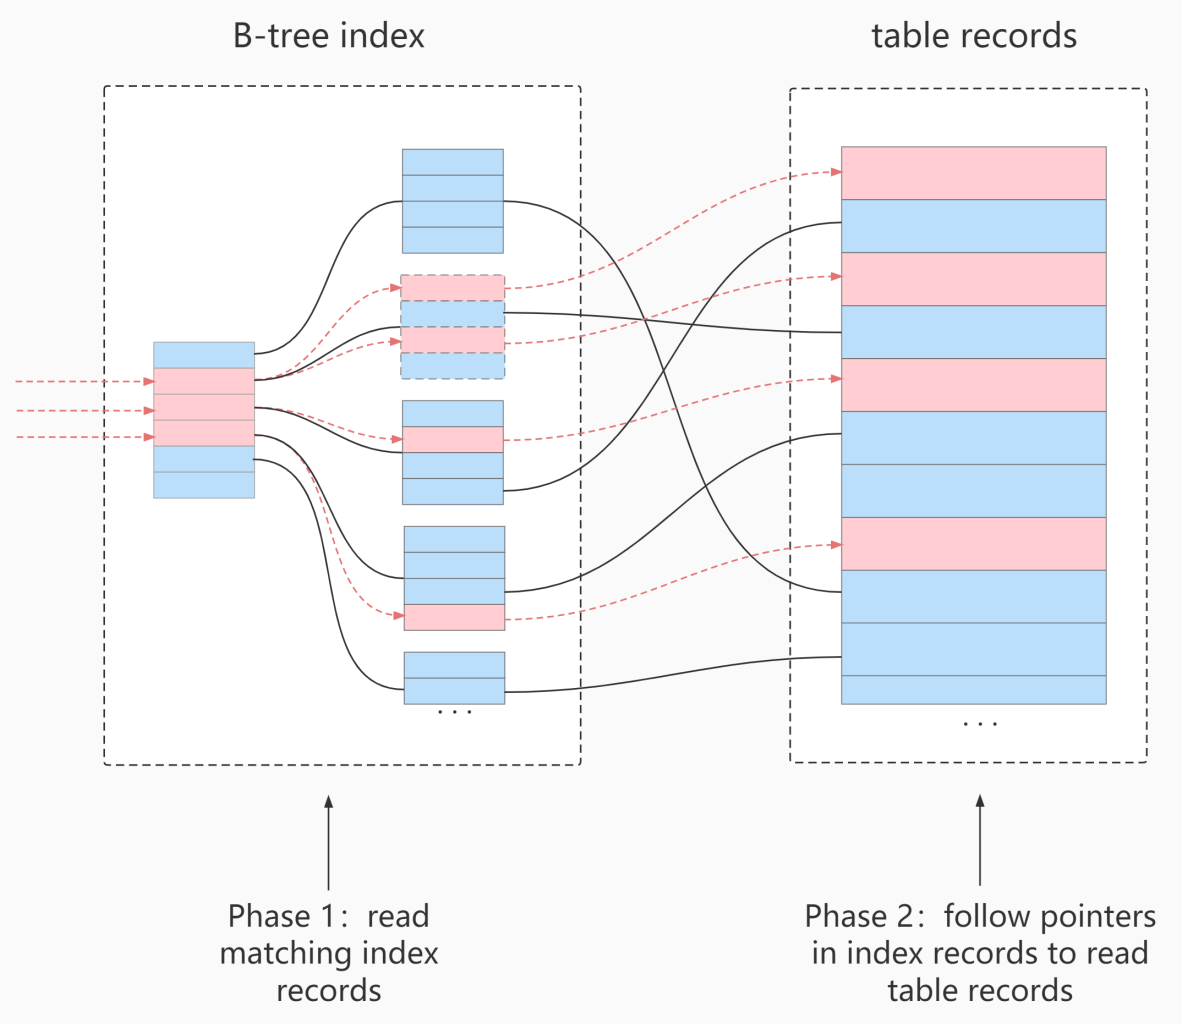 B-tree index
table records
. . .
. . .
Phase 1：read
matching index
records
Phase 2：follow pointers
in index records to read
table records